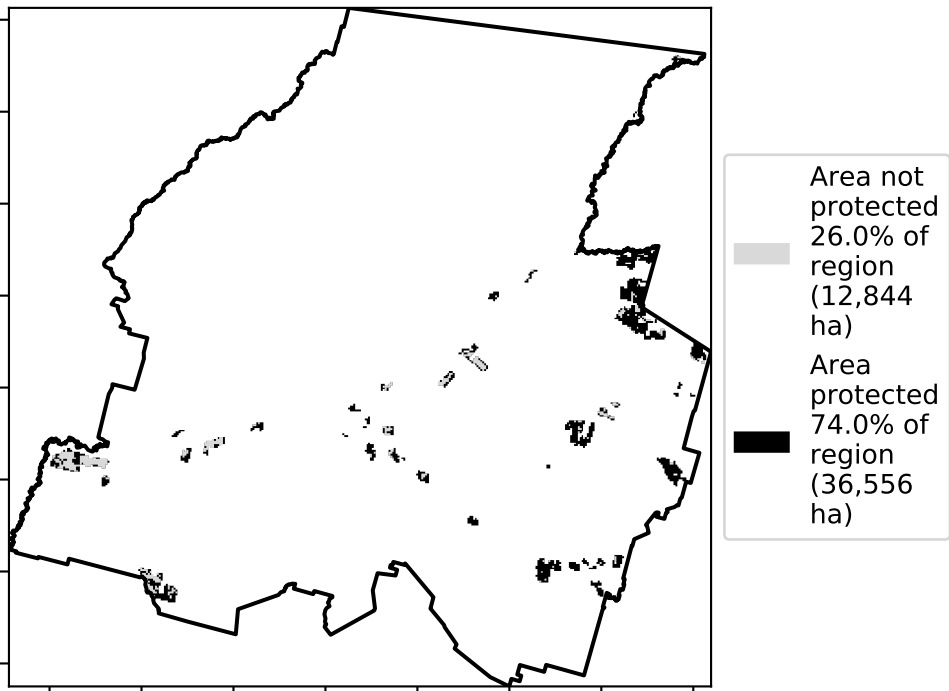 Area not
protected
26.0% of
region
(12,844
ha)
Area
protected
74.0% of
region
(36,556
ha)